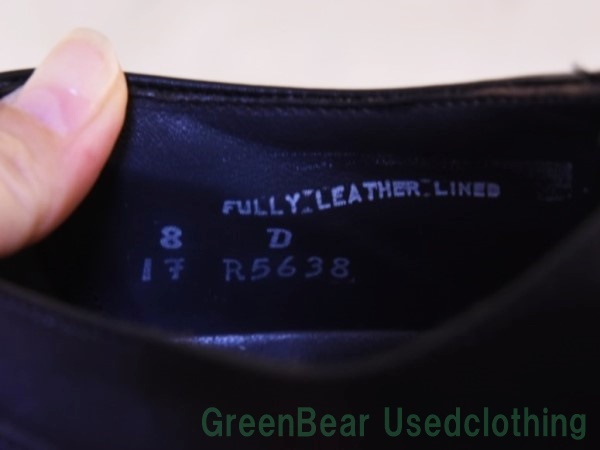 FULLY LEATHER LINED
8 D
17 R5638
GreenBear Usedclothing